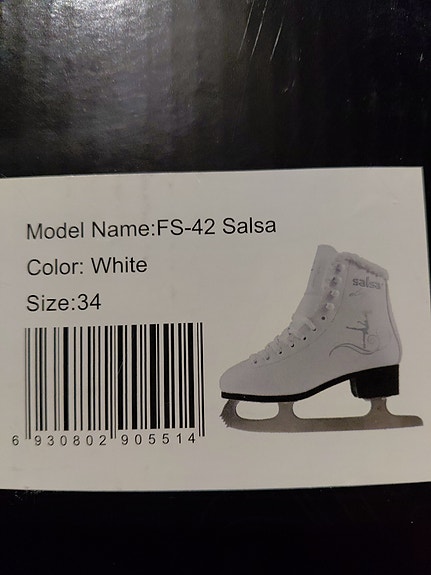 Model Name:FS-42 Salsa
Color: White
Size:34
salsa
6 930802 905514